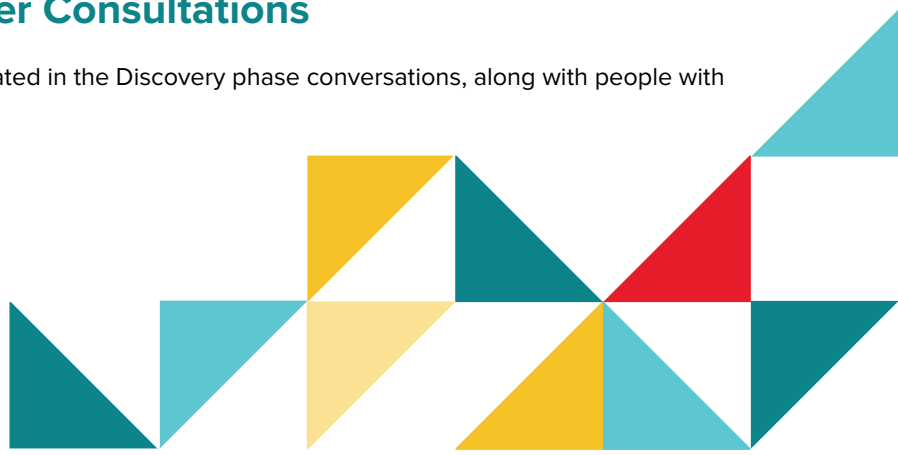 er Consultations
ated in the Discovery phase conversations, along with people with